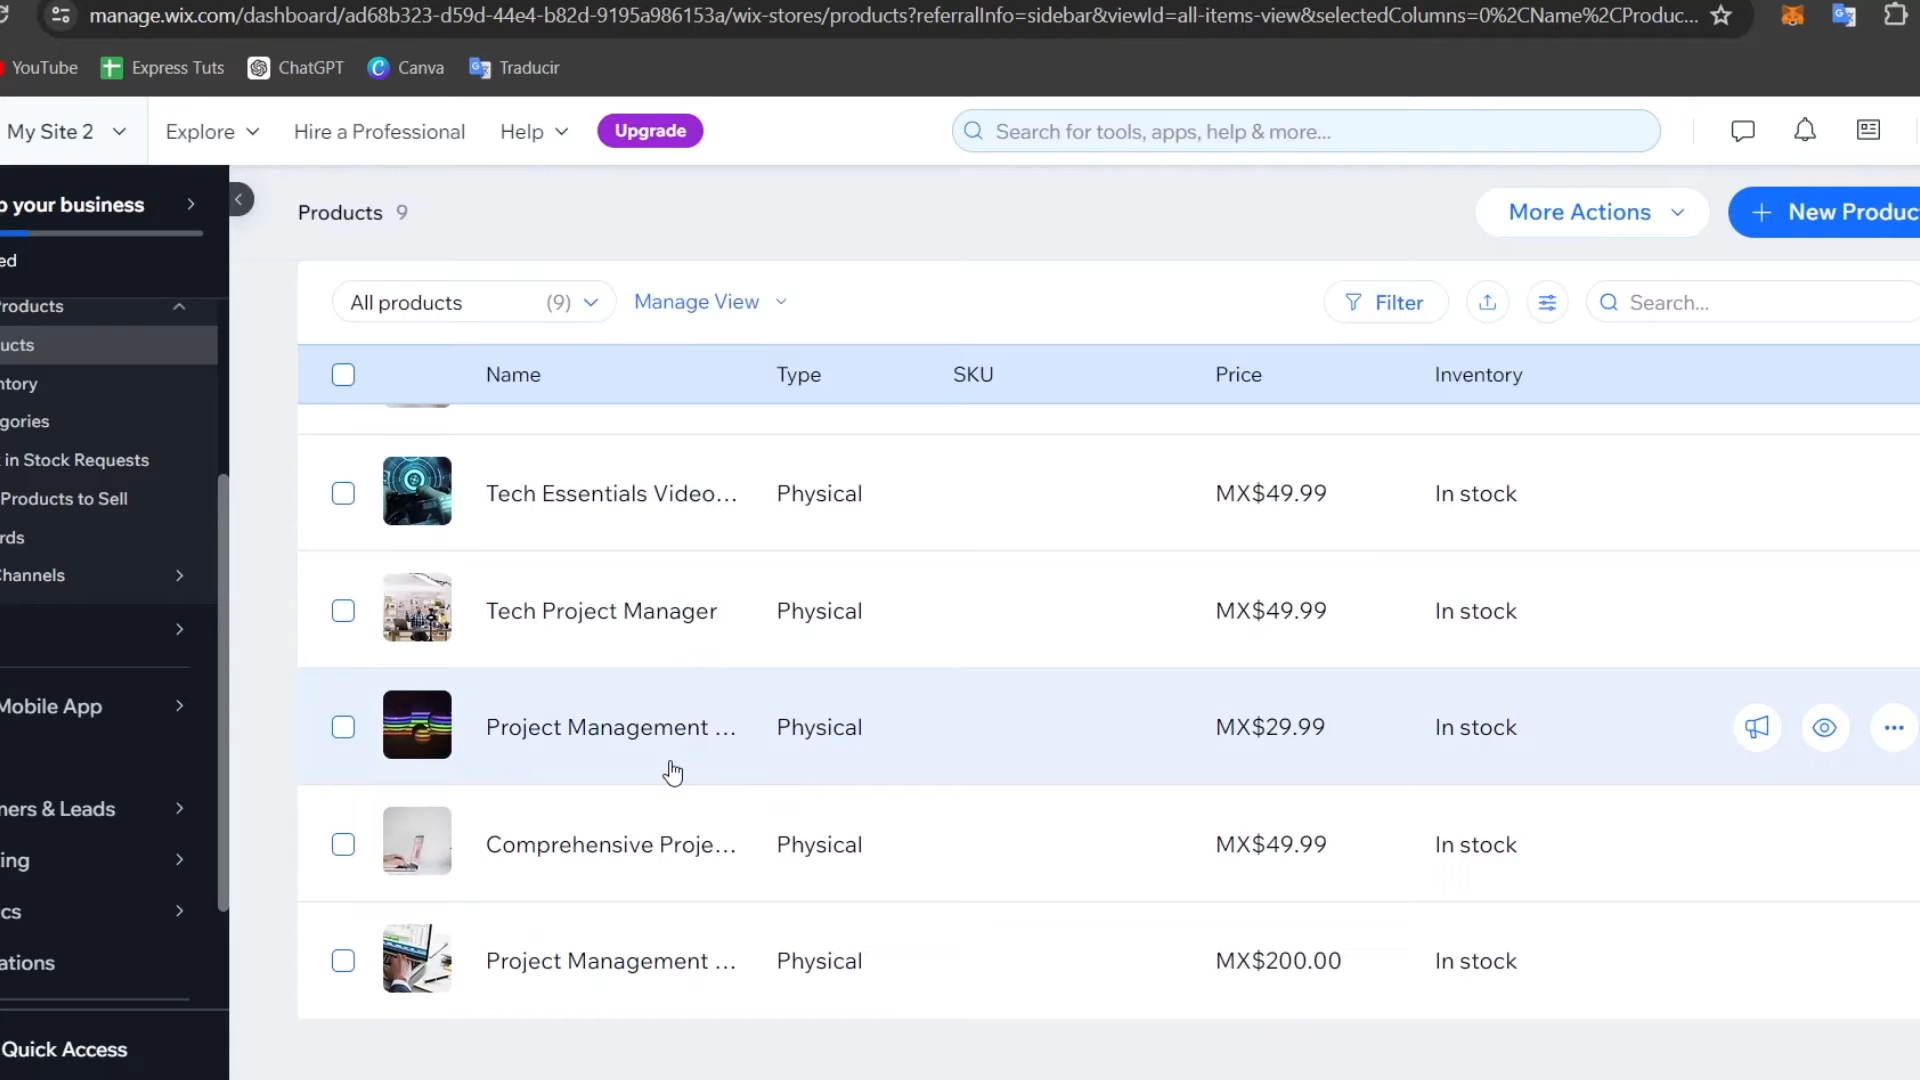 manage.wix.com/dashboard/ad68b323-d59d-44e4-b82d-9195a986153a/wix-stores/products?referralInfo=sidebar&viewId=all-items-view&selectedColumns=0%2CName%2CProduc...
YouTube Express Tuts ChatGPT Canva Traducir
My Site 2 Explore Hire a Professional Help Upgrade Search for tools, apps, help & more...
p your business
ed
roducts
ucts
ntory
gories
in Stock Requests
Products to Sell
rds
Channels
Mobile App
mers & Leads
ing
cs
ations
Quick Access
Products 9 More Actions + New Produc
All products (9) Manage View Filter Search...
Name Type SKU Price Inventory
Tech Essentials Video... Physical MX$49.99 In stock
Tech Project Manager Physical MX$49.99 In stock
Project Management ... Physical MX$29.99 In stock
Comprehensive Proje... Physical MX$49.99 In stock
Project Management ... Physical MX$200.00 In stock